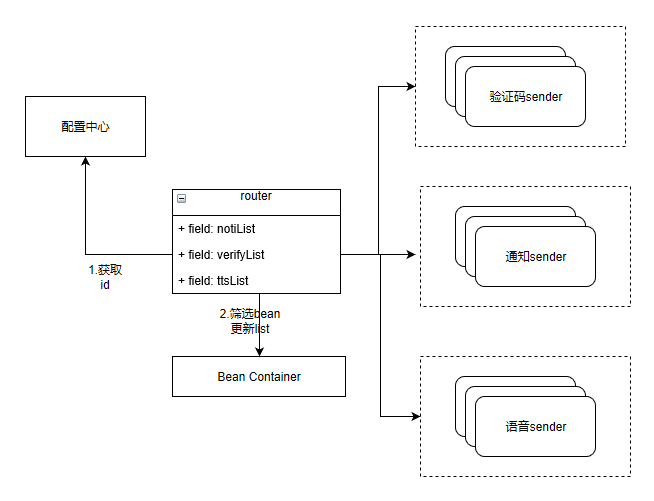 验证码sender
配置中心
router
+ field: notiList
+ field: verifyList
+ field: ttsList
1.获取
id
通知sender
2.筛选bean
更新list
Bean Container
语音sender